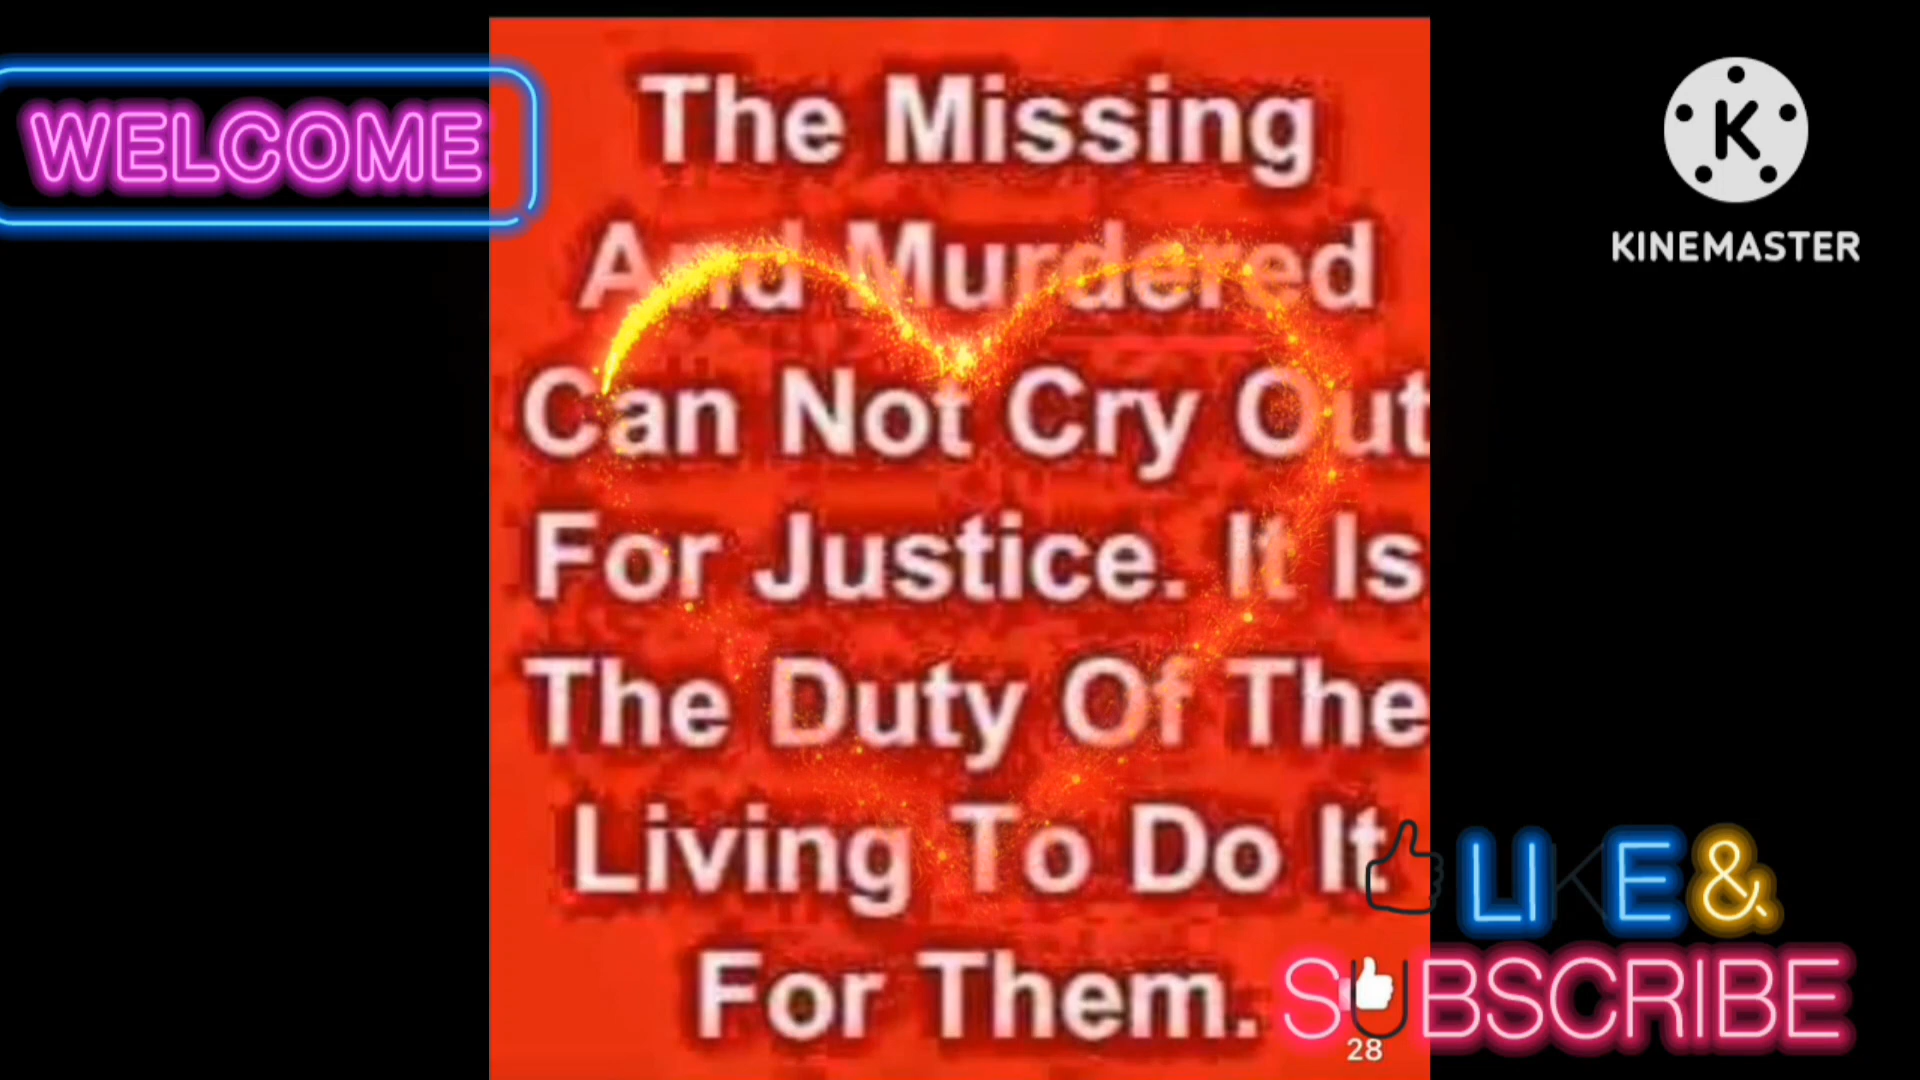 WELCOME
The Missing
And Murdered
Can Not Cry Out
For Justice. It Is
The Duty Of The
Living To Do It
For Them.
K
KINEMASTER
LIKE &
SUBSCRIBE
28